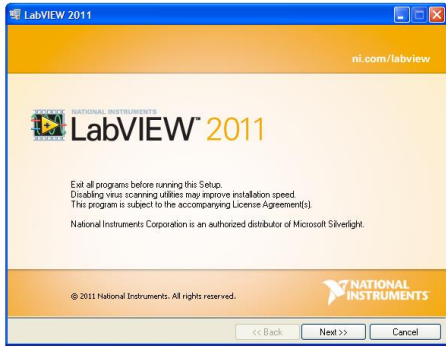 LabVIEW 2011
ni.com/labview
NATIONAL INSTRUMENTS
LabVIEW™ 2011
Exit all programs before running this Setup.
Disabling virus scanning utilities may improve installation speed.
This program is subject to the accompanying License Agreement(s).
National Instruments Corporation is an authorized distributor of Microsoft Silverlight.
© 2011 National Instruments. All rights reserved.
NATIONAL
INSTRUMENTS
<< Back Next >> Cancel